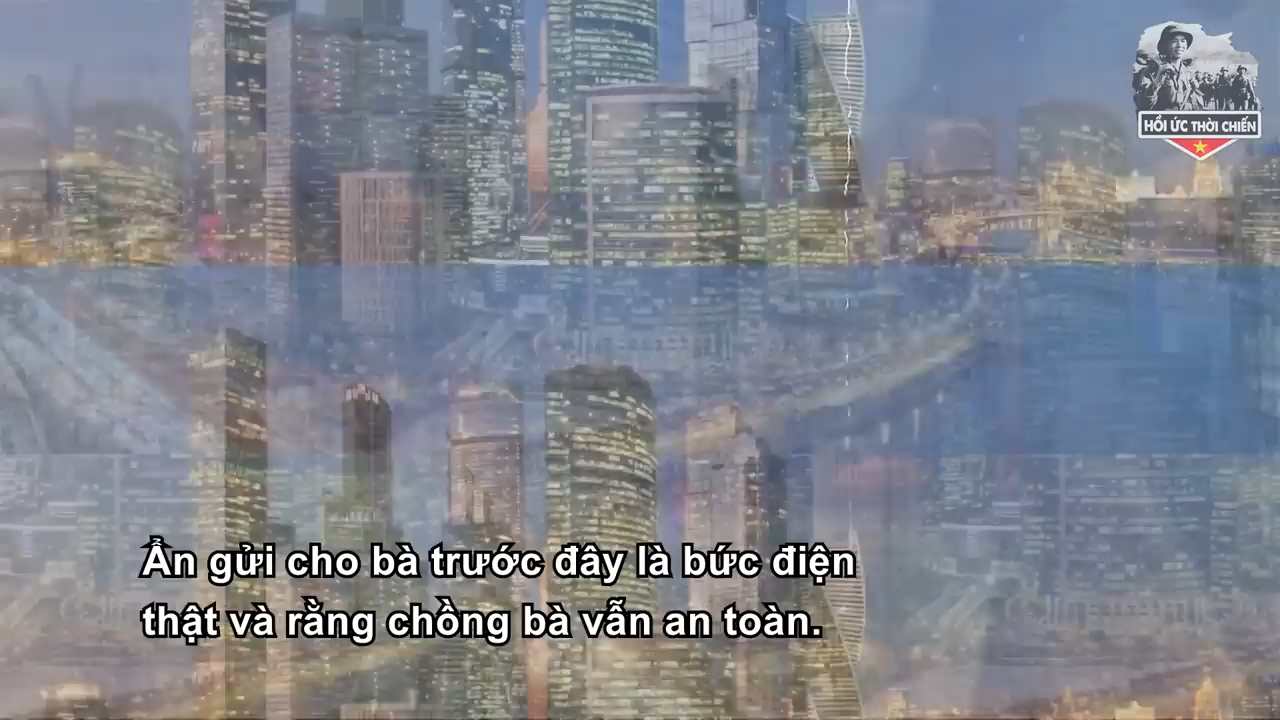 HỒI ỨC THỜI CHIẾN
Ẩn gửi cho bà trước đây là bức điện
thật và rằng chồng bà vẫn an toàn.